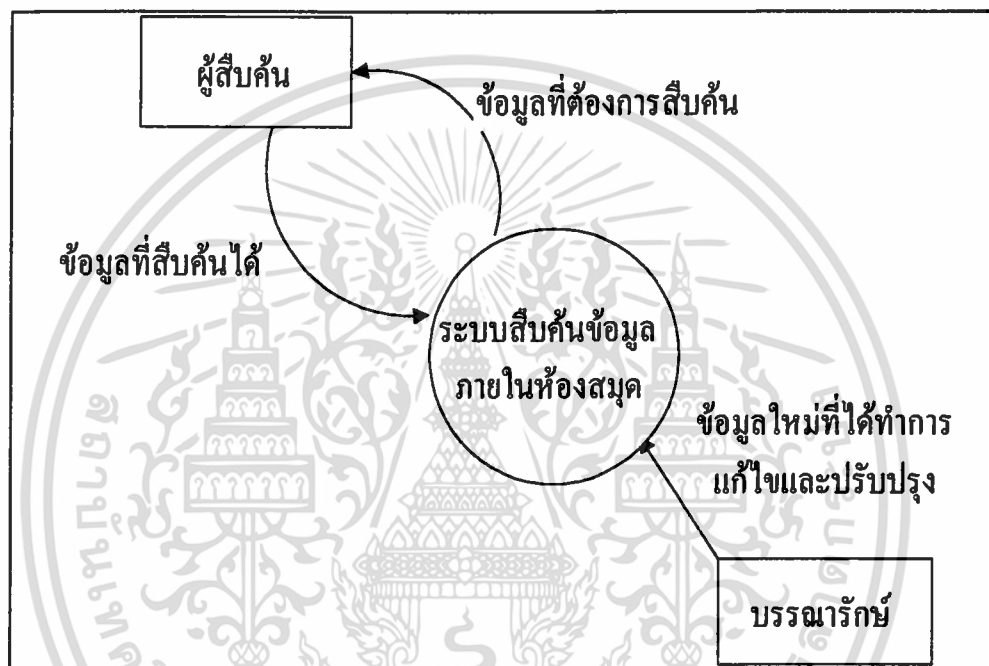 ผู้สืบค้น
ข้อมูลที่ต้องการสืบค้น
ข้อมูลที่สืบค้นได้
ระบบสืบค้นข้อมูล
ภายในห้องสมุด
ข้อมูลใหม่ที่ได้ทำการ
แก้ไขและปรับปรุง
บรรณารักษ์